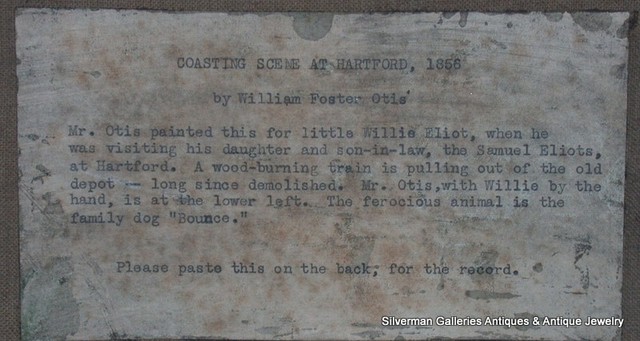 COASTING SCENE AT HARTFORD, 1856
by William Foster Otis
Mr. Otis painted this for little Willie Eliot, when he
was visiting his daughter and son-in-law, the Samuel Eliots,
at Hartford. A wood-burning train is pulling out of the old
depot — long since demolished. Mr. Otis,with Willie by the
hand, is at the lower left. The ferocious animal is the
family dog "Bounce."
Please paste this on the back, for the record.
Silverman Galleries Antiques & Antique Jewelry